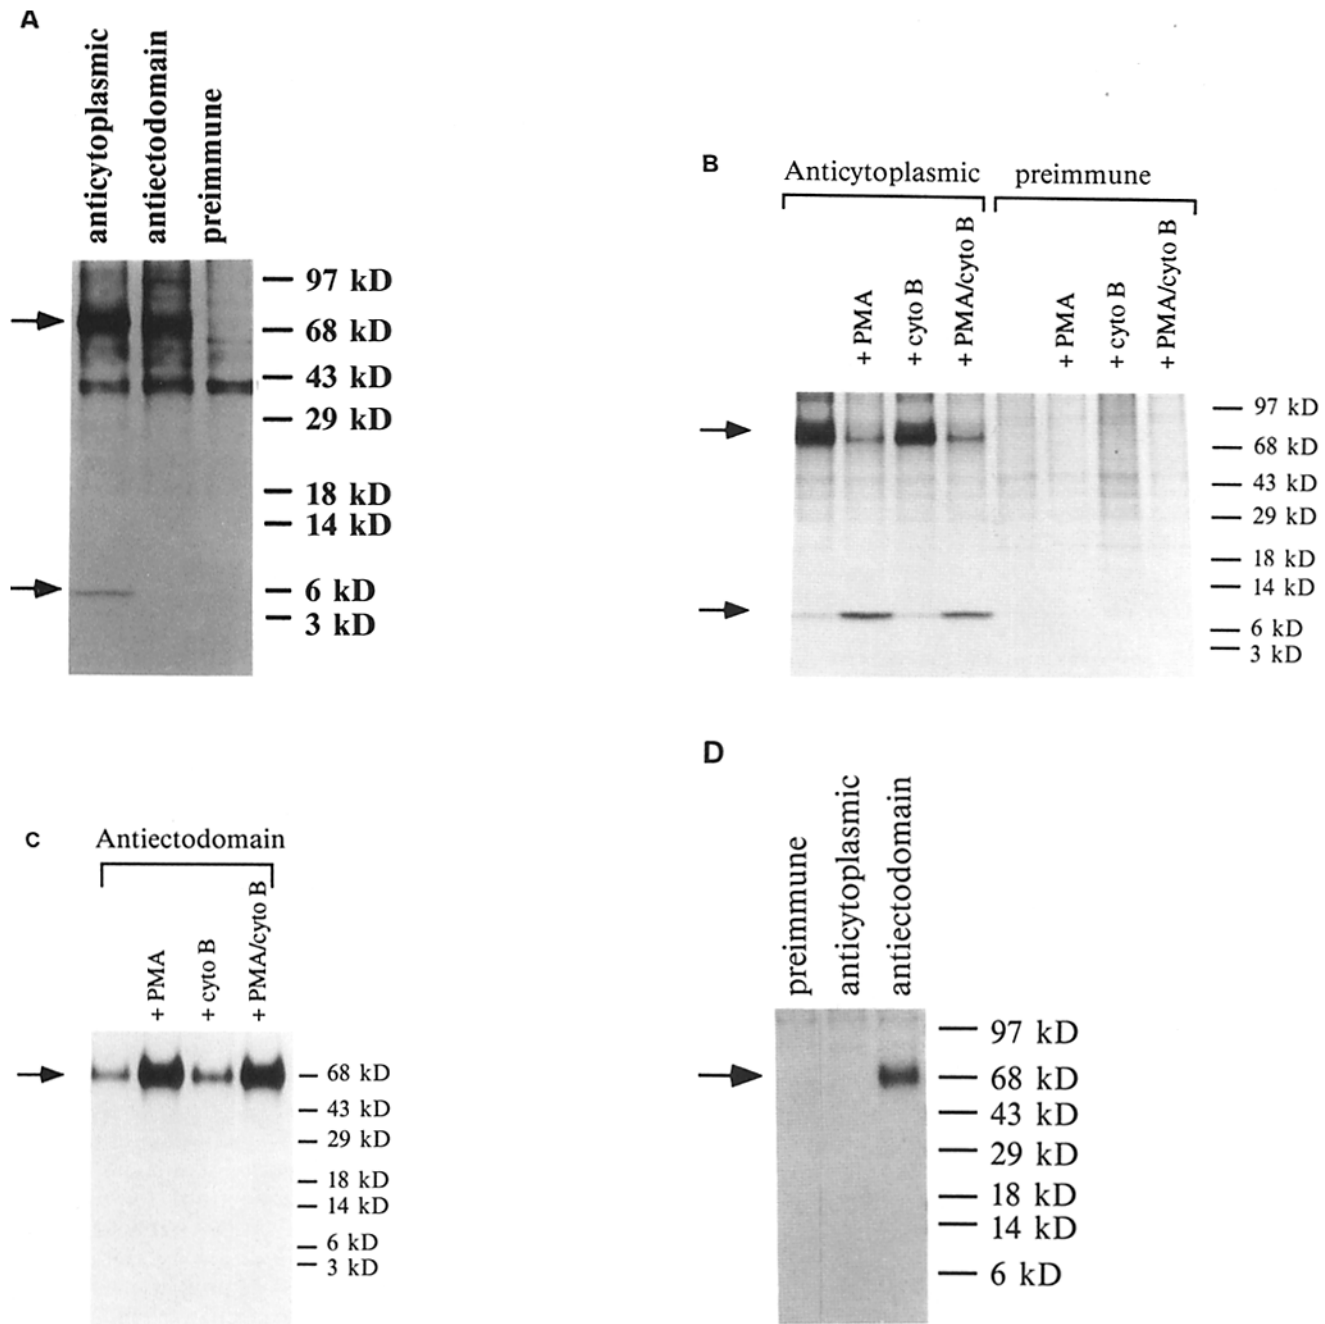 A
anticytoplasmic
antiectodomain
preimmune
97 kD
68 kD
43 kD
29 kD
18 kD
14 kD
6 kD
3 kD
B
Anticytoplasmic
preimmune
+ PMA
+ cyto B
+ PMA/cyto B
+ PMA
+ cyto B
+ PMA/cyto B
97 kD
68 kD
43 kD
29 kD
18 kD
14 kD
6 kD
3 kD
C
Antiectodomain
+ PMA
+ cyto B
+ PMA/cyto B
68 kD
43 kD
29 kD
18 kD
14 kD
6 kD
3 kD
D
preimmune
anticytoplasmic
antiectodomain
97 kD
68 kD
43 kD
29 kD
18 kD
14 kD
6 kD